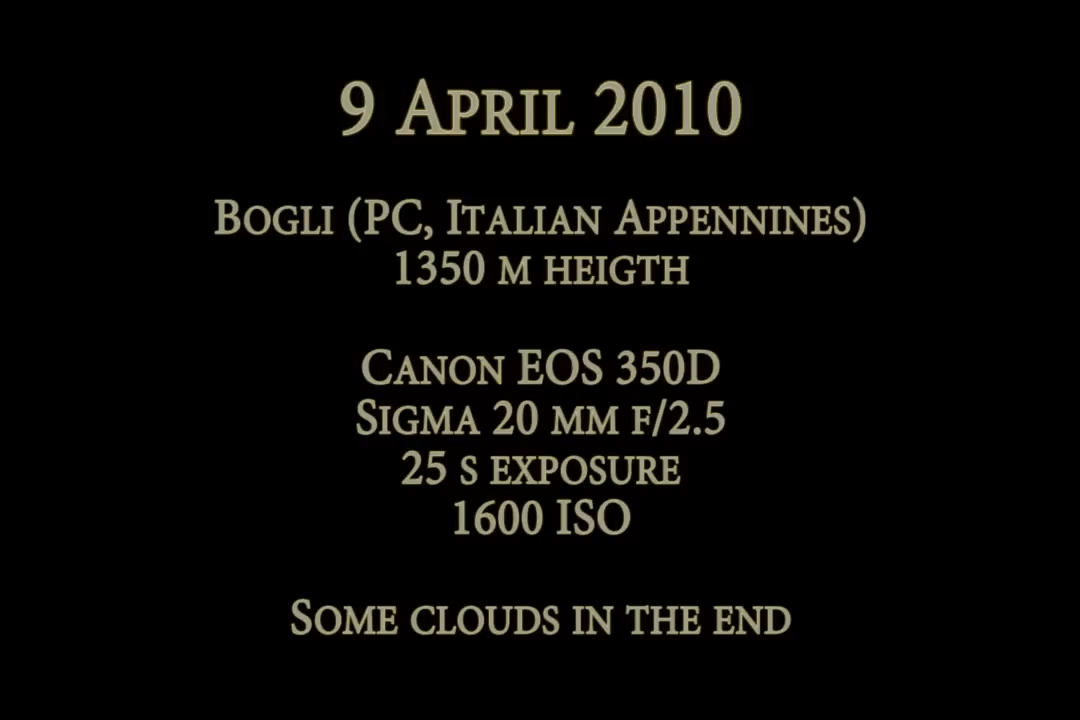 9 April 2010
Bogli (PC, Italian Appennines)
1350 m heigth
Canon EOS 350D
Sigma 20 mm f/2.5
25 s exposure
1600 ISO
Some clouds in the end